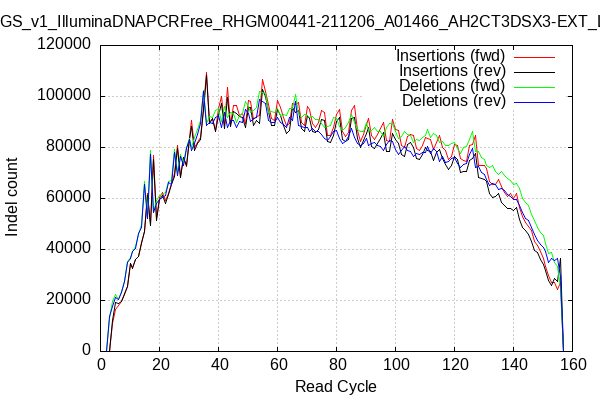 GS_v1_IlluminaDNAPCRFree_RHGM00441-211206_A01466_AH2CT3DSX3-EXT_
Insertions (fwd)
Insertions (rev)
Deletions (fwd)
Deletions (rev)
Indel count
120000
100000
80000
60000
40000
20000
0
0 20 40 60 80 100 120 140 160
Read Cycle